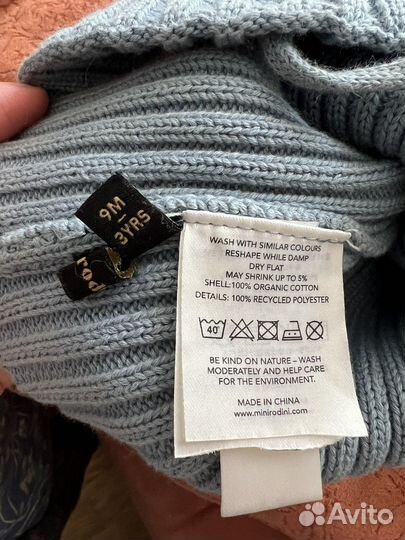 9M
-
3YRS
WASH WITH SIMILAR COLOURS
RESHAPE WHILE DAMP
DRY FLAT
MAY SHRINK UP TO 5%
SHELL:100% ORGANIC COTTON
DETAILS: 100% RECYCLED POLYESTER
40°
BE KIND ON NATURE – WASH
MODERATELY AND HELP CARE
FOR THE ENVIRONMENT.
MADE IN CHINA
www.minirodini.com
Avito